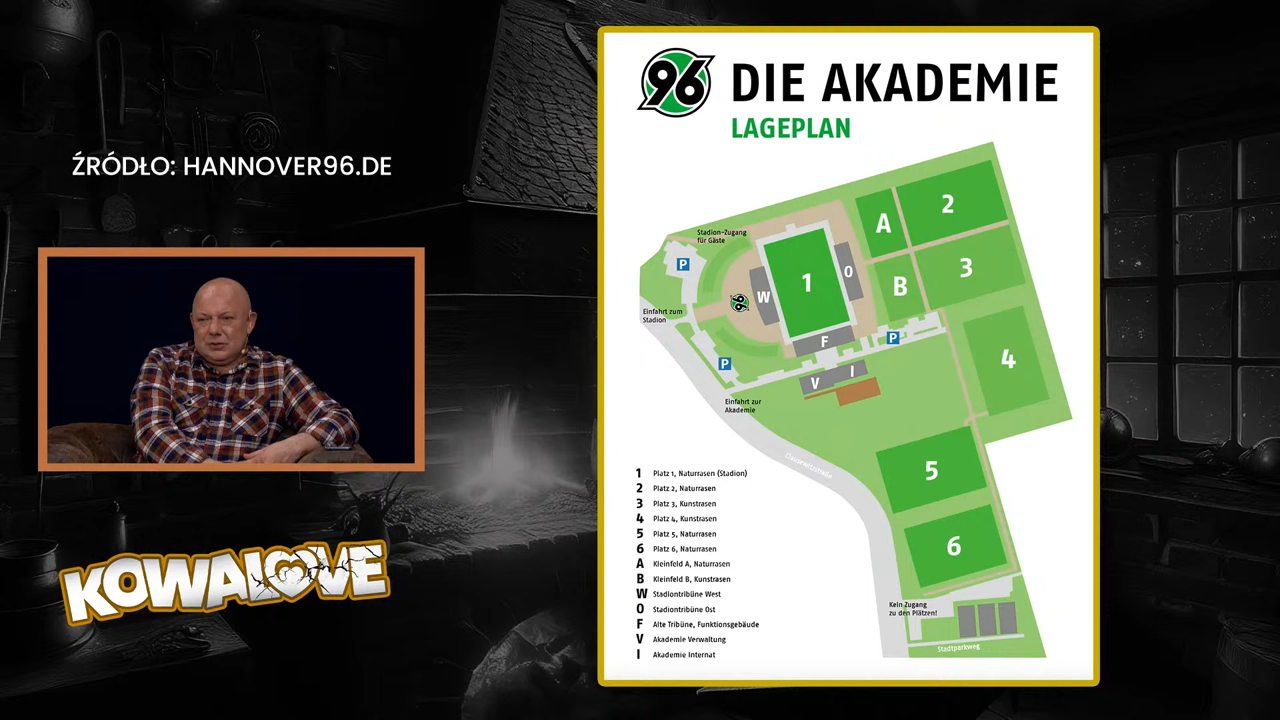 ŹRÓDŁO: HANNOVER96.DE
KOWALOVE
96 DIE AKADEMIE
LAGEPLAN
Stadion-Zugang
für Gäste
P
Einfahrt zum
Stadion
96
W
1
O
F
A
2
B
3
P
P
V
I
4
Einfahrt zur
Akademie
Clausewitzstraße
5
6
Kein Zugang
zu den Plätzen!
Stadtparkweg
1 Platz 1, Naturrasen (Stadion)
2 Platz 2, Naturrasen
3 Platz 3, Kunstrasen
4 Platz 4, Kunstrasen
5 Platz 5, Naturrasen
6 Platz 6, Naturrasen
A Kleinfeld A, Naturrasen
B Kleinfeld B, Kunstrasen
W Stadiontribüne West
O Stadiontribüne Ost
F Alte Tribüne, Funktionsgebäude
V Akademie Verwaltung
I Akademie Internat